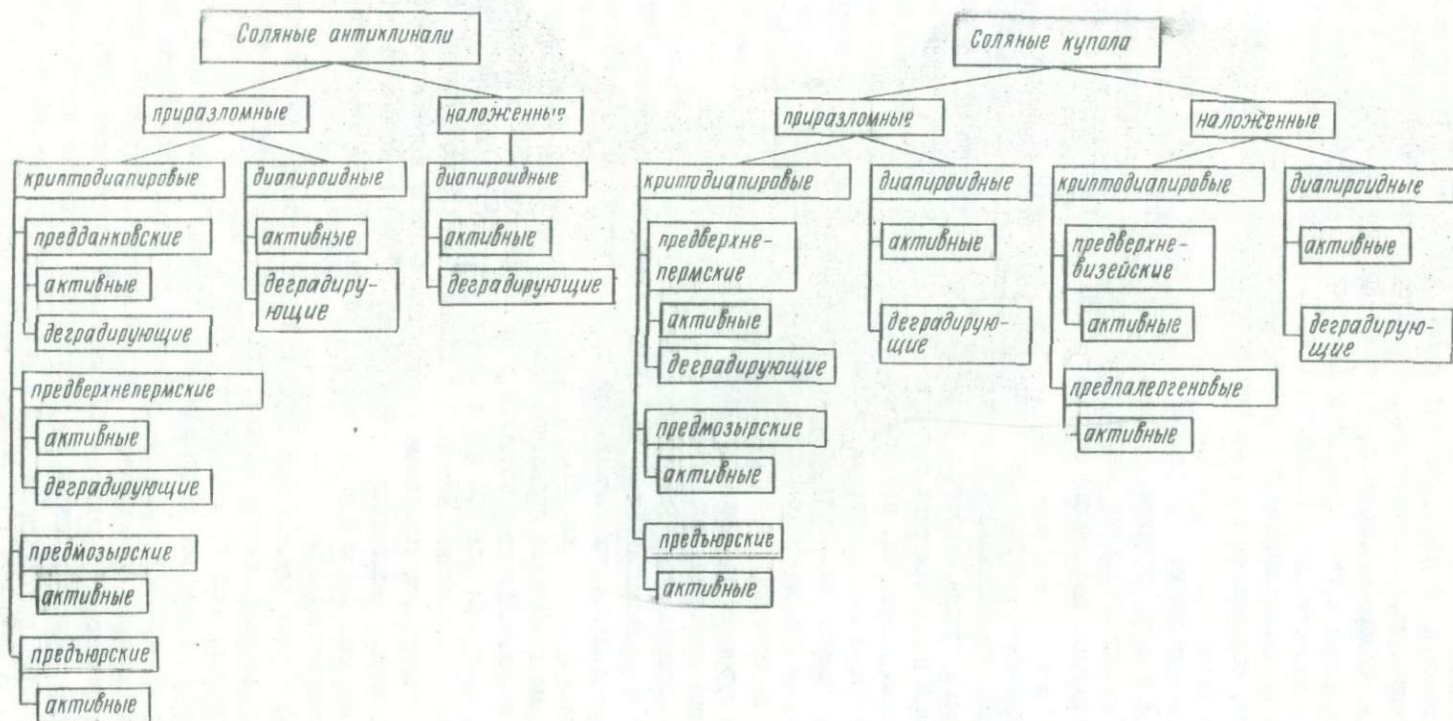 Соляные антиклинали
приразломные
наложенные
криптодиапировые
преддanковские
активные
деградирующие
предверхнепермские
активные
деградирующие
предмозырские
активные
предъюрские
активные
диапироидные
активные
деградирую-
ющие
диапироидные
активные
деградирующие
Соляные купола
приразломные
наложенные
криптодиапировые
предверхне-
пермские
активные
деградирующие
предмозырские
активные
предъюрские
активные
диапироидные
активные
деградирую-
щие
криптодиапировые
предверхне-
визейские
активные
предпалеогеновые
активные
диапироидные
активные
деградирую-
щие